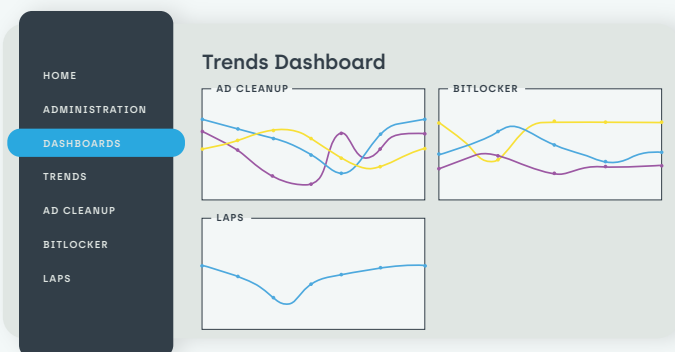 HOME
ADMINISTRATION
DASHBOARDS
TRENDS
AD CLEANUP
BITLOCKER
LAPS
Trends Dashboard
AD CLEANUP
BITLOCKER
LAPS